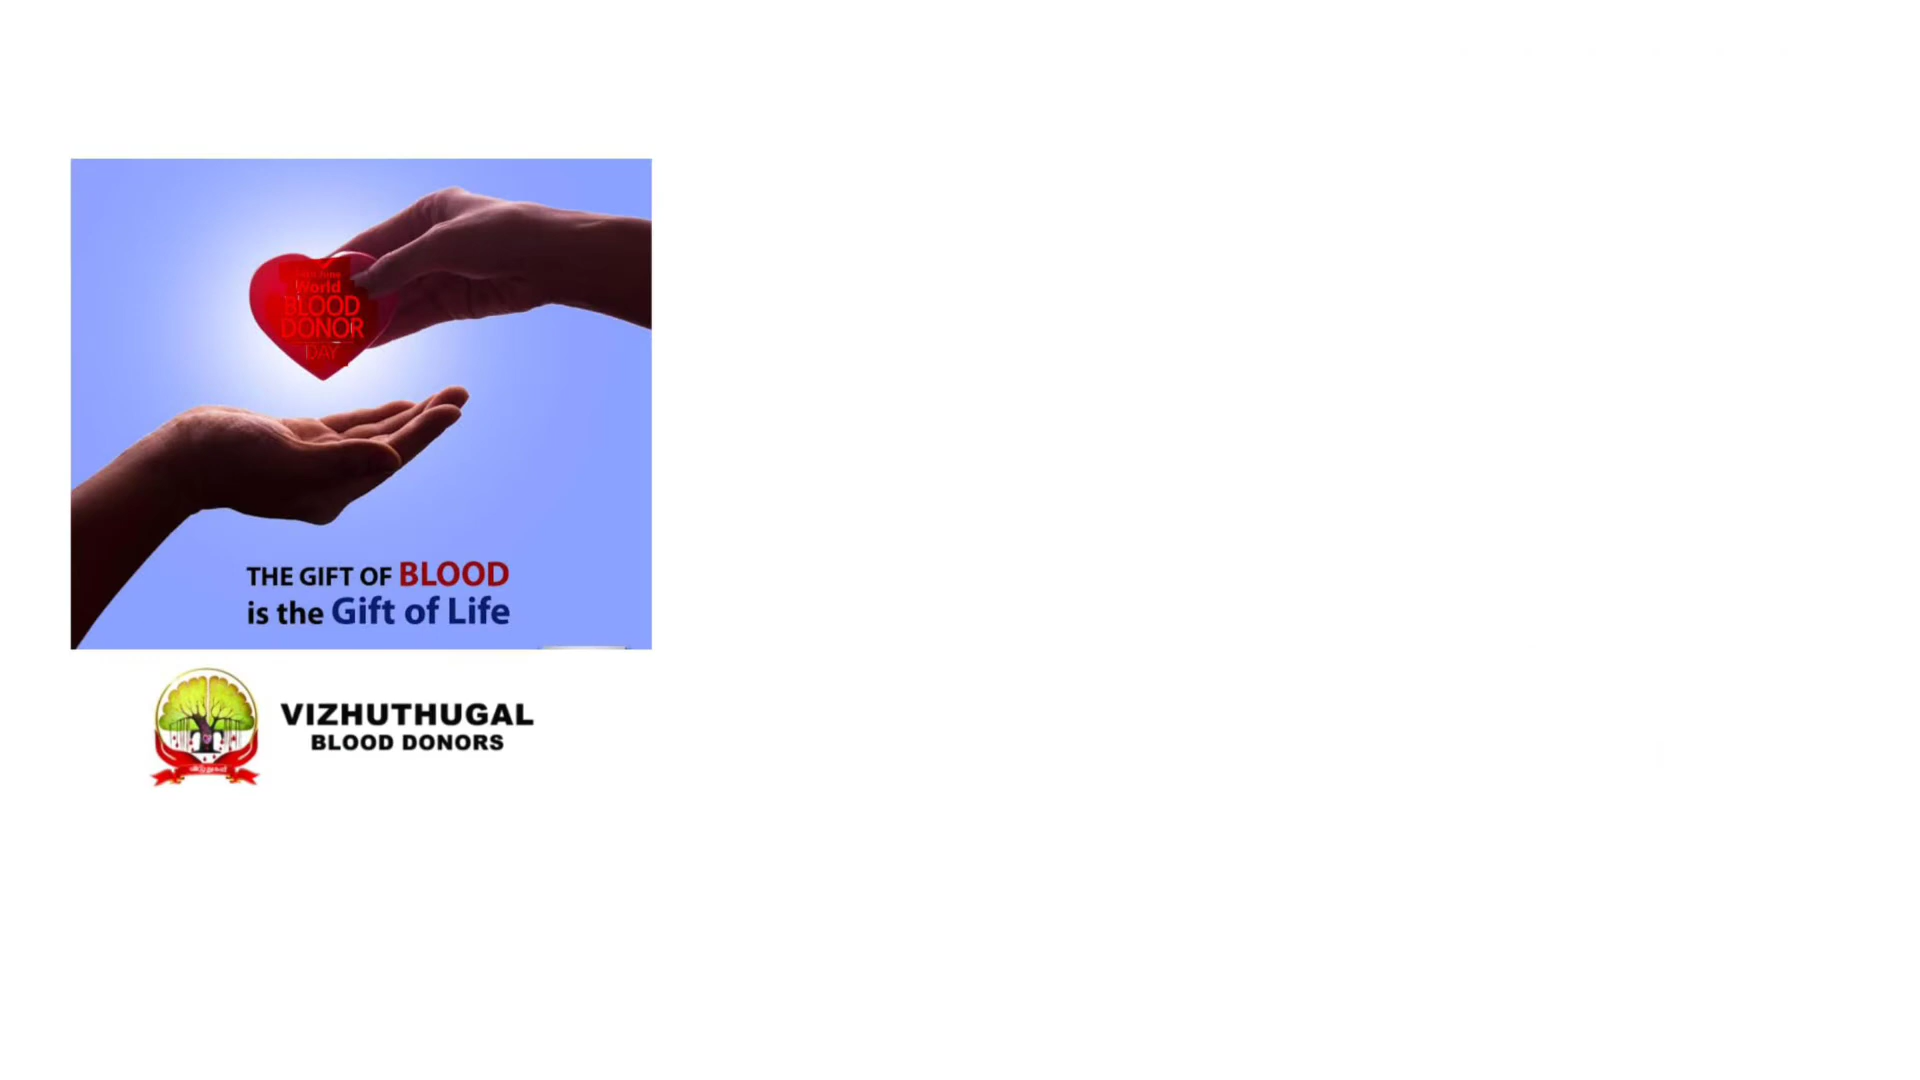 World
BLOOD
DONOR
DAY
THE GIFT OF BLOOD
is the Gift of Life
VIZHUTHUGAL
BLOOD DONORS